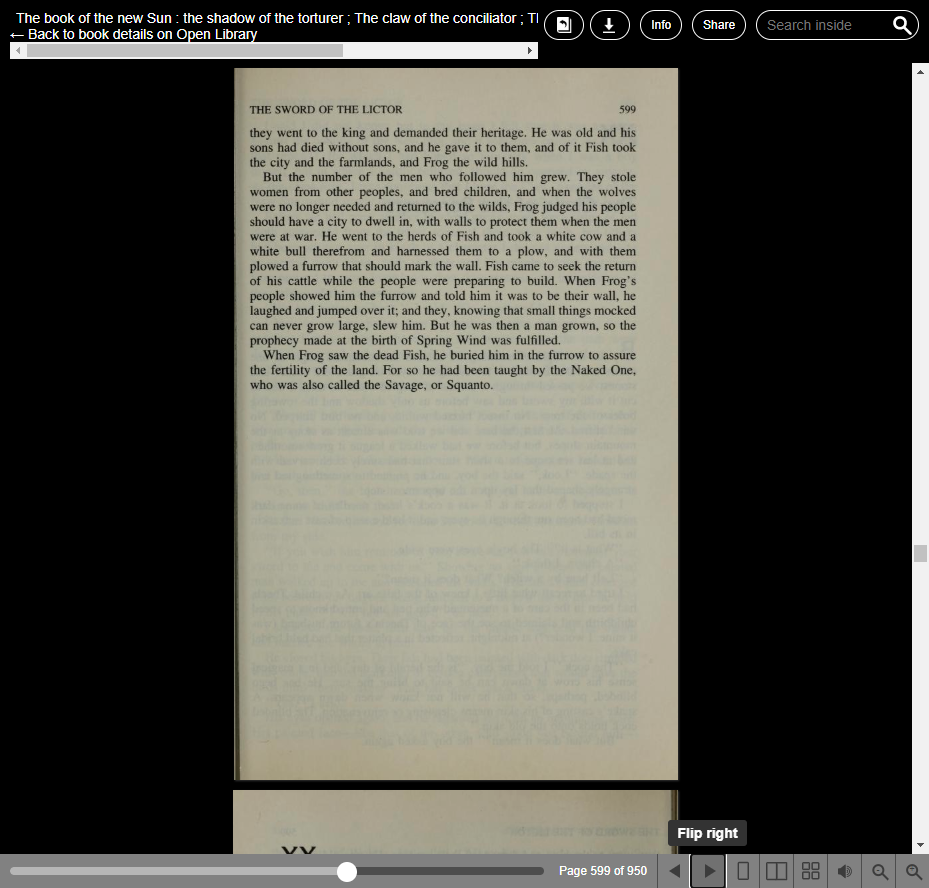 The book of the new Sun : the shadow of the torturer ; The claw of the conciliator ;
← Back to book details on Open Library
Info
Share
Search inside
THE SWORD OF THE LICTOR 599
they went to the king and demanded their heritage. He was old and his
sons had died without sons, and he gave it to them, and of it Fish took
the city and the farmlands, and Frog the wild hills.
But the number of the men who followed him grew. They stole
women from other peoples, and bred children, and when the wolves
were no longer needed and returned to the wilds, Frog judged his people
should have a city to dwell in, with walls to protect them when the men
were at war. He went to the herds of Fish and took a white cow and a
white bull therefrom and harnessed them to a plow, and with them
plowed a furrow that should mark the wall. Fish came to seek the return
of his cattle while the people were preparing to build. When Frog's
people showed him the furrow and told him it was to be their wall, he
laughed and jumped over it; and they, knowing that small things mocked
can never grow large, slew him. But he was then a man grown, so the
prophecy made at the birth of Spring Wind was fulfilled.
When Frog saw the dead Fish, he buried him in the furrow to assure
the fertility of the land. For so he had been taught by the Naked One,
who was also called the Savage, or Squanto.
Flip right
XX
Page 599 of 950